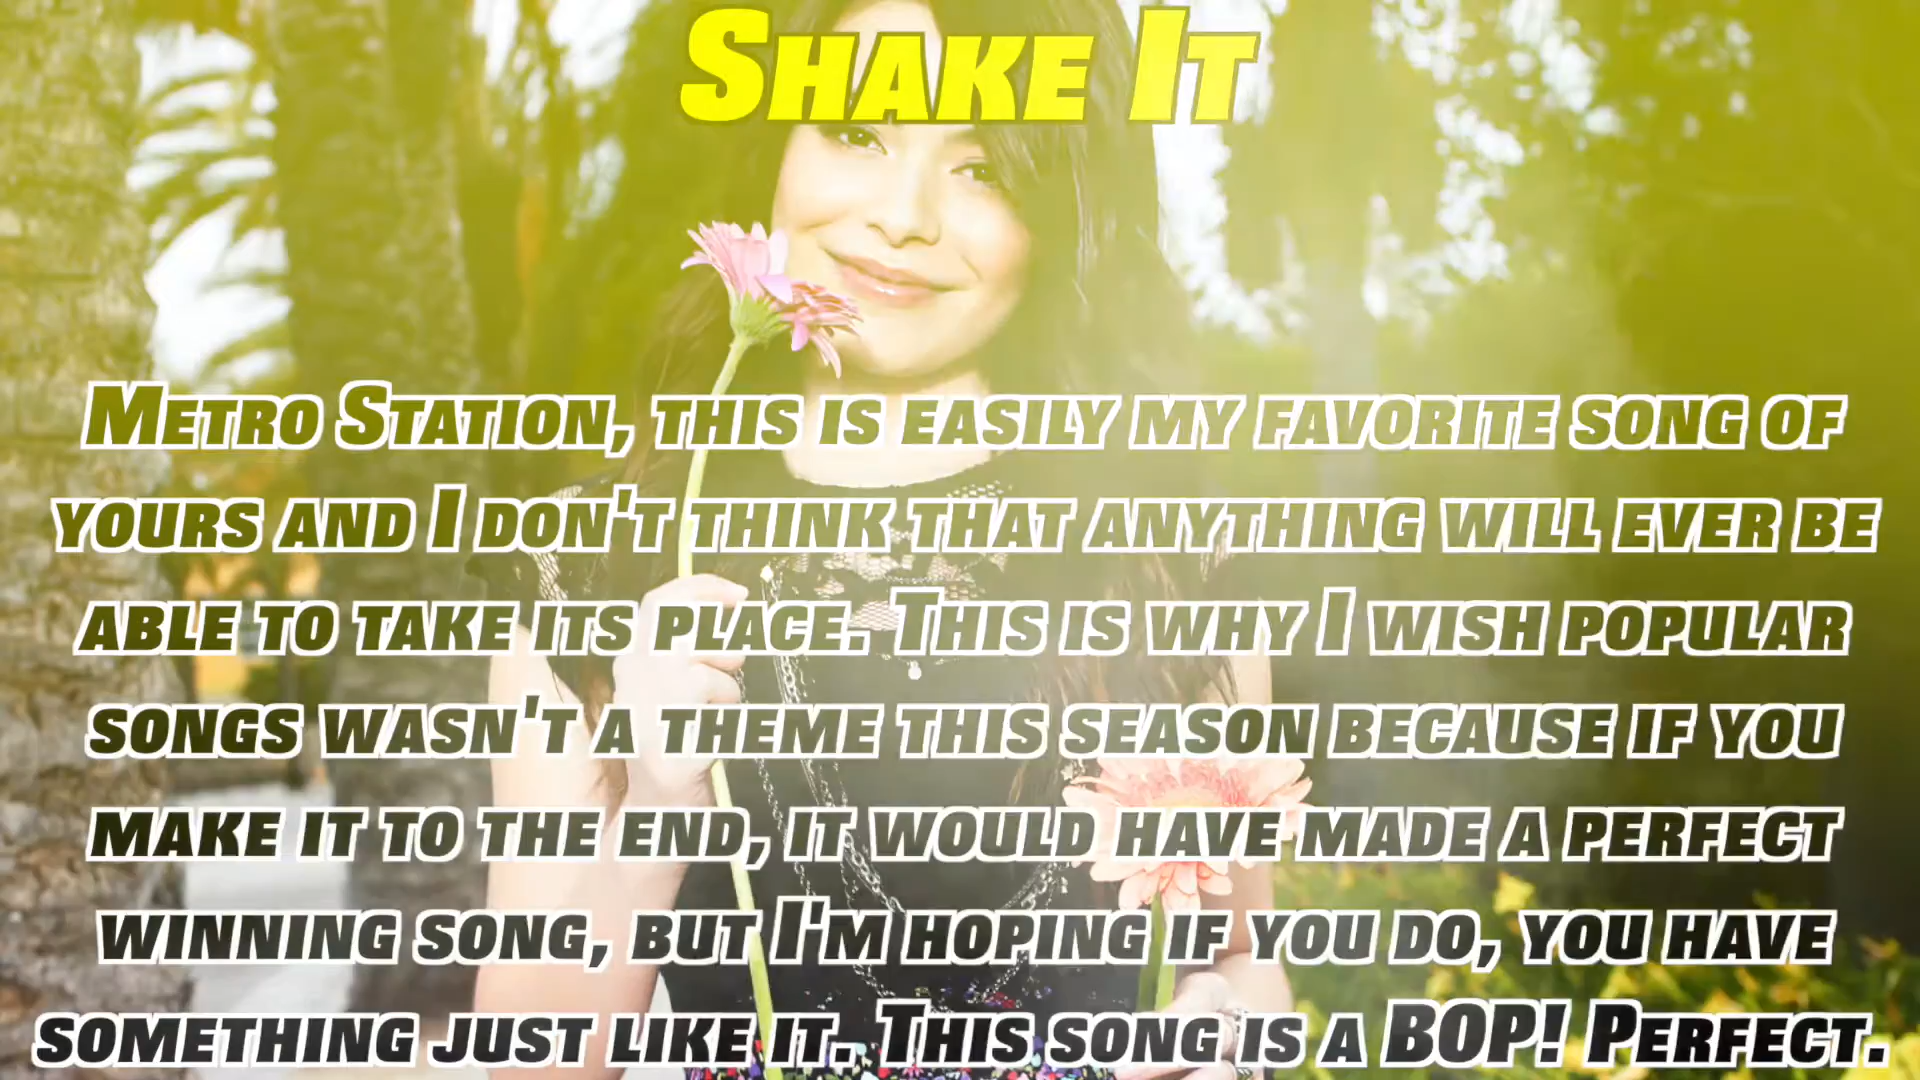 Shake It
Metro Station, this is easily my favorite song of
yours and I don't think that anything will ever be
able to take its place. This is why I wish popular
songs wasn't a theme this season because if you
make it to the end, it would have made a perfect
winning song, but I'm hoping if you do, you have
something just like it. This song is a BOP! Perfect.